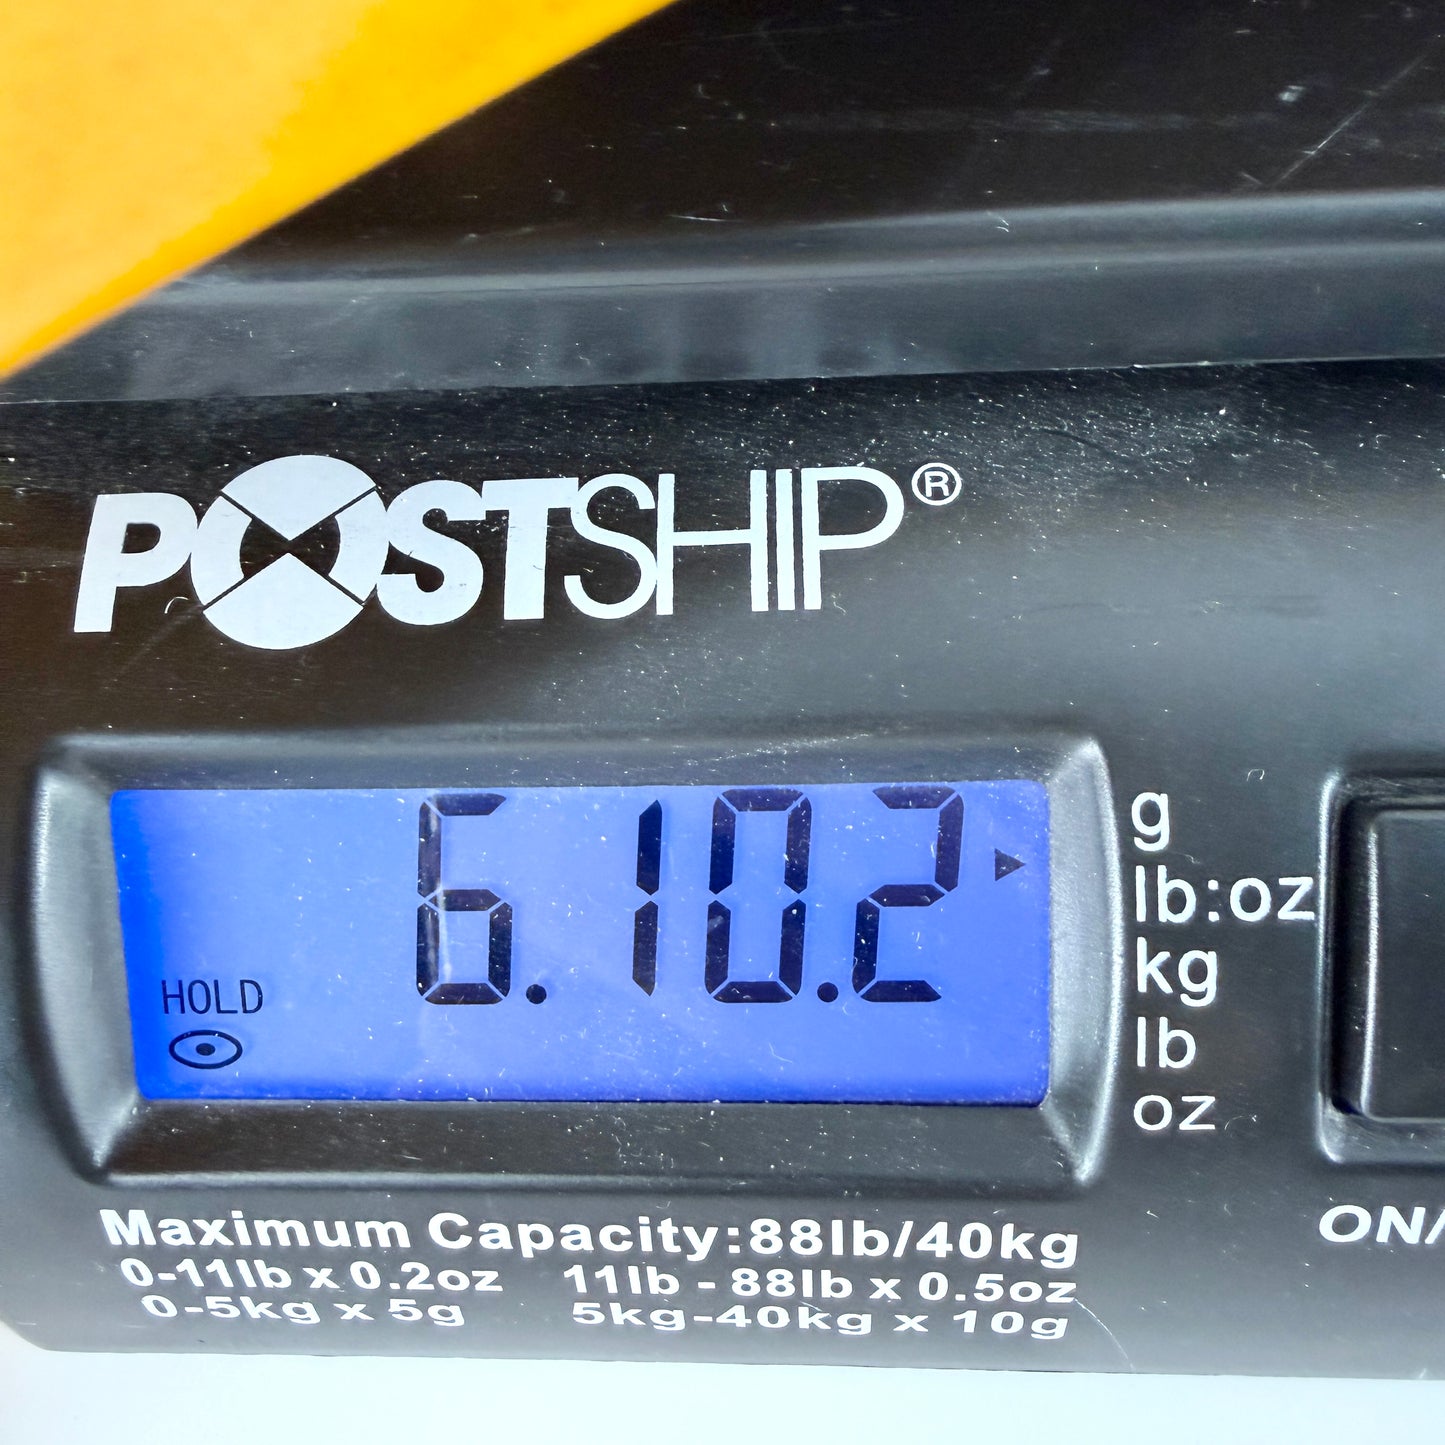 POSTSHIP®
6.10.2
HOLD
g
lb:oz
kg
lb
oz
Maximum Capacity:88lb/40kg
0-11lb x 0.2oz 11lb - 88lb x 0.5oz
0-5kg x 5g 5kg-40kg x 10g
ON/